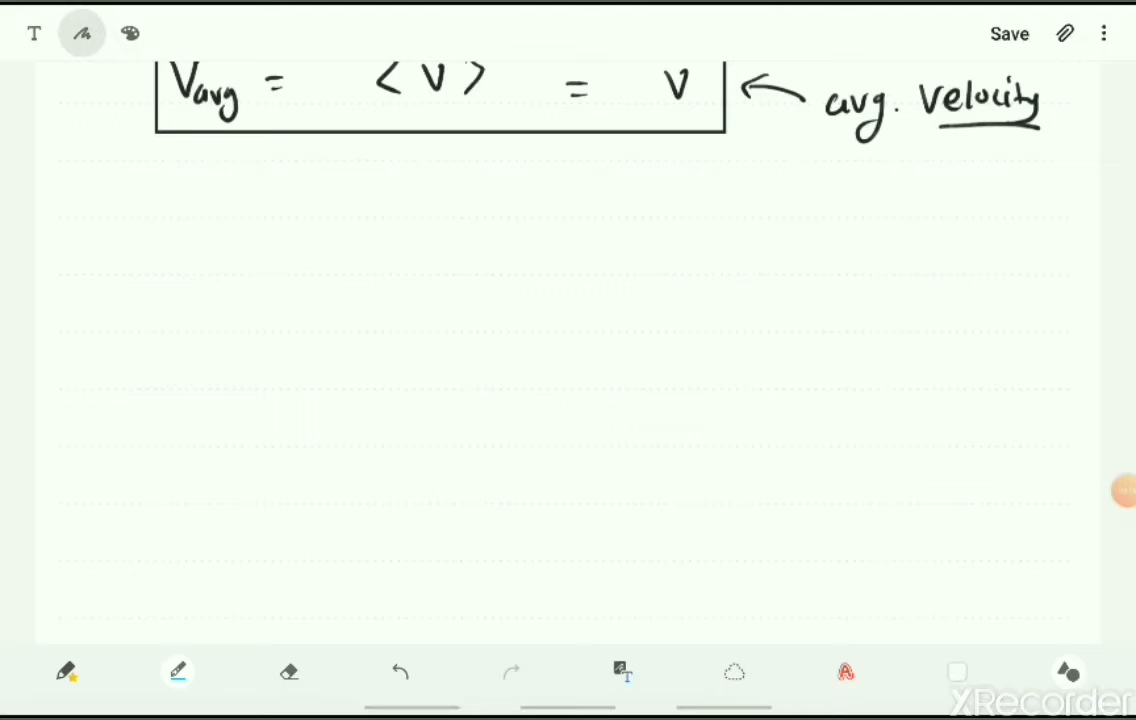 T Save
Vavg = < v > = v ← avg. velocity
A
T
XRecorder